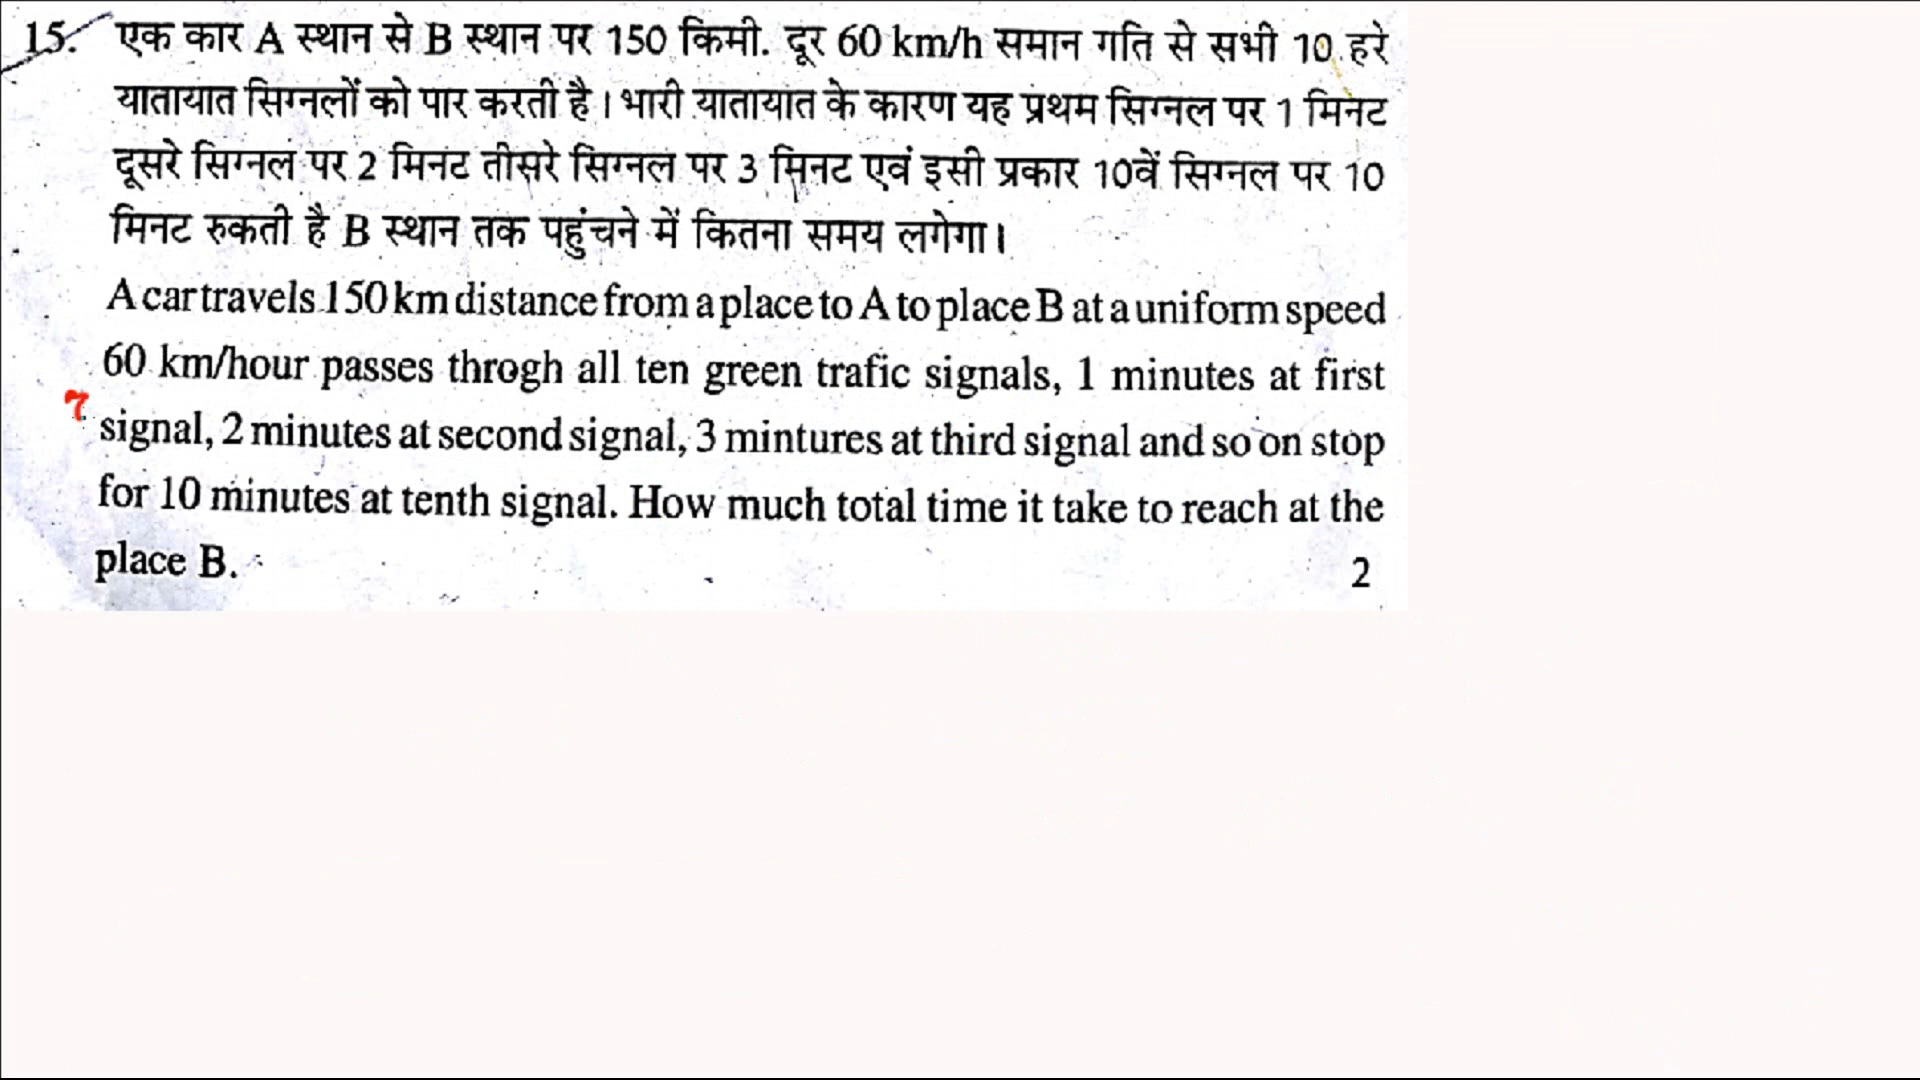 15. एक कार A स्थान से B स्थान पर 150 किमी. दूर 60 km/h समान गति से सभी 10 हरे
यातायात सिग्नलों को पार करती है। भारी यातायात के कारण यह प्रथम सिग्नल पर 1 मिनट
दूसरे सिग्नल पर 2 मिनट तीसरे सिग्नल पर 3 मिनट एवं इसी प्रकार 10वें सिग्नल पर 10
मिनट रुकती है B स्थान तक पहुंचने में कितना समय लगेगा।
A car travels 150 km distance from a place to A to place B at a uniform speed
60 km/hour passes throgh all ten green trafic signals, 1 minutes at first
signal, 2 minutes at second signal, 3 mintures at third signal and so on stop
for 10 minutes at tenth signal. How much total time it take to reach at the
place B. 2